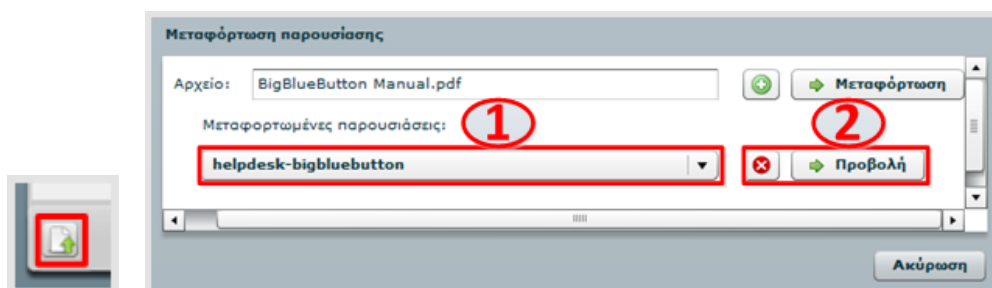 Μεταφόρτωση παρουσίασης
Αρχείο: BigBlueButton Manual.pdf Μεταφόρτωση
Μεταφορτωμένες παρουσιάσεις: 1 2
helpdesk-bigbluebutton Προβολή
Ακύρωση